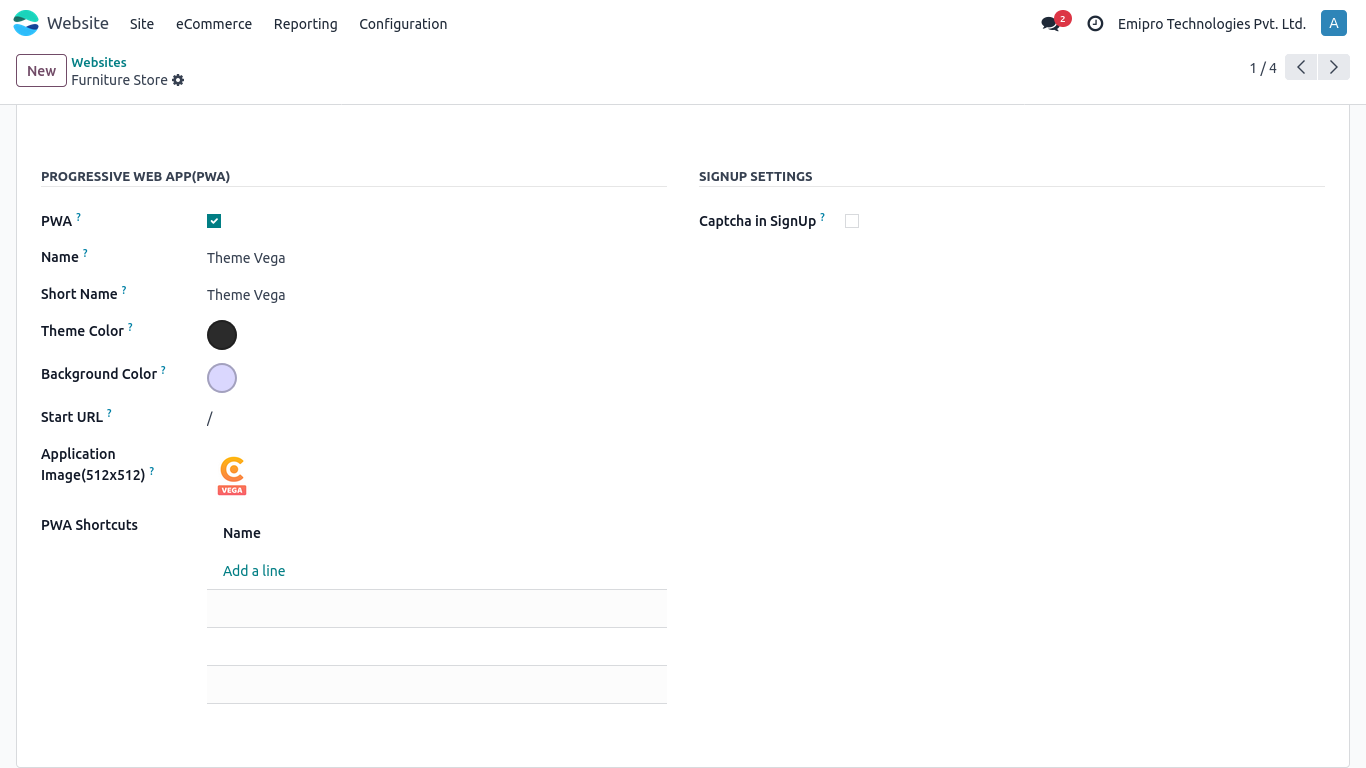 Website Site eCommerce Reporting Configuration 2 Emipro Technologies Pvt. Ltd. A
New
Websites
Furniture Store
1 / 4
PROGRESSIVE WEB APP(PWA)
PWA ?
Name ? Theme Vega
Short Name ? Theme Vega
Theme Color ?
Background Color ?
Start URL ? /
Application
Image(512x512) ?
VEGA
PWA Shortcuts
Name
Add a line
SIGNUP SETTINGS
Captcha in SignUp ?